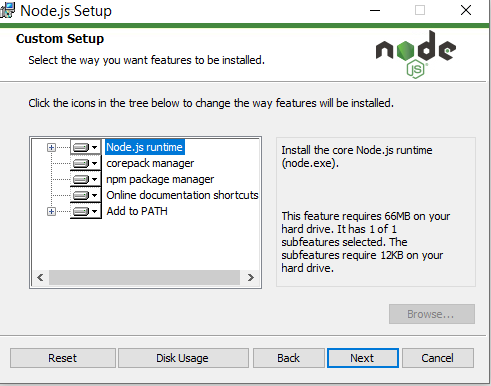 Node.js Setup
Custom Setup
Select the way you want features to be installed.
node
JS
Click the icons in the tree below to change the way features will be installed.
Node.js runtime
corepack manager
npm package manager
Online documentation shortcuts
Add to PATH
Install the core Node.js runtime
(node.exe).
This feature requires 66MB on your
hard drive. It has 1 of 1
subfeatures selected. The
subfeatures require 12KB on your
hard drive.
Browse...
Reset
Disk Usage
Back
Next
Cancel